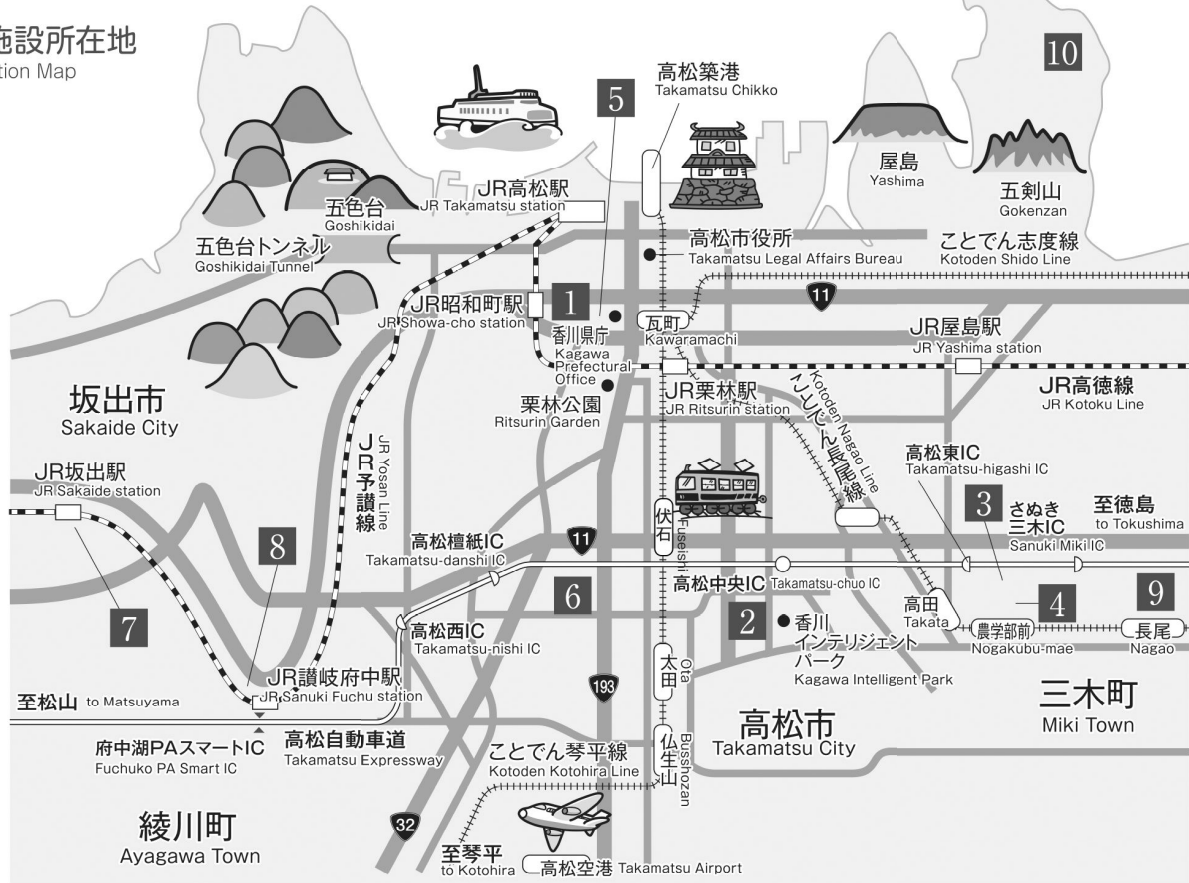 施設所在地
tion Map
10
5
高松築港
Takamatsu Chikko
屋島
Yashima
五剣山
Gokenzan
JR高松駅
JR Takamatsu station
五色台
Goshikidai
五色台トンネル
Goshikidai Tunnel
高松市役所
Takamatsu Legal Affairs Bureau
ことでん志度線
Kotoden Shido Line
11
JR昭和町駅
JR Showa-cho station
1
香川県庁
Kagawa
Prefectural
Office
瓦町
Kawaramachi
JR屋島駅
JR Yashima station
坂出市
Sakaide City
栗林公園
Ritsurin Garden
JR栗林駅
JR Ritsurin station
JR高徳線
JR Kotoku Line
Kotoden Nagao Line
ことでん長尾線
JR Yosan Line
JR予讃線
JR坂出駅
JR Sakaide station
高松東IC
Takamatsu-higashi IC
3
さぬき
三木IC
Sanuki Miki IC
至徳島
to Tokushima
伏石
Fuseishi
8
高松檀紙IC
Takamatsu-danshi IC
11
高松中央IC Takamatsu-chuo IC
7
6
2
香川
インテリジェント
パーク
Kagawa Intelligent Park
高田
Takata
4
農学部前
Nogakubu-mae
9
長尾
Nagao
高松西IC
Takamatsu-nishi IC
JR讃岐府中駅
JR Sanuki Fuchu station
太田
Ota
193
至松山 to Matsuyama
三木町
Miki Town
高松市
Takamatsu City
府中湖PAスマートIC
Fuchuko PA Smart IC
高松自動車道
Takamatsu Expressway
ことでん琴平線
Kotoden Kotohira Line
仏生山
Busshozan
綾川町
Ayagawa Town
32
至琴平
to Kotohira
高松空港 Takamatsu Airport